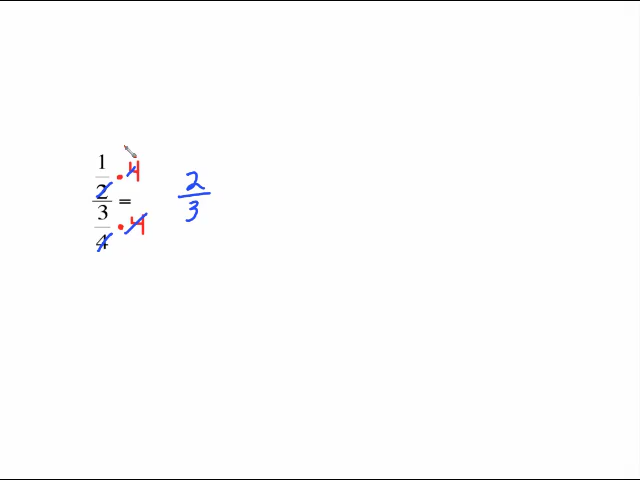 1/2 · 4
=
3/4 · 4
2/3